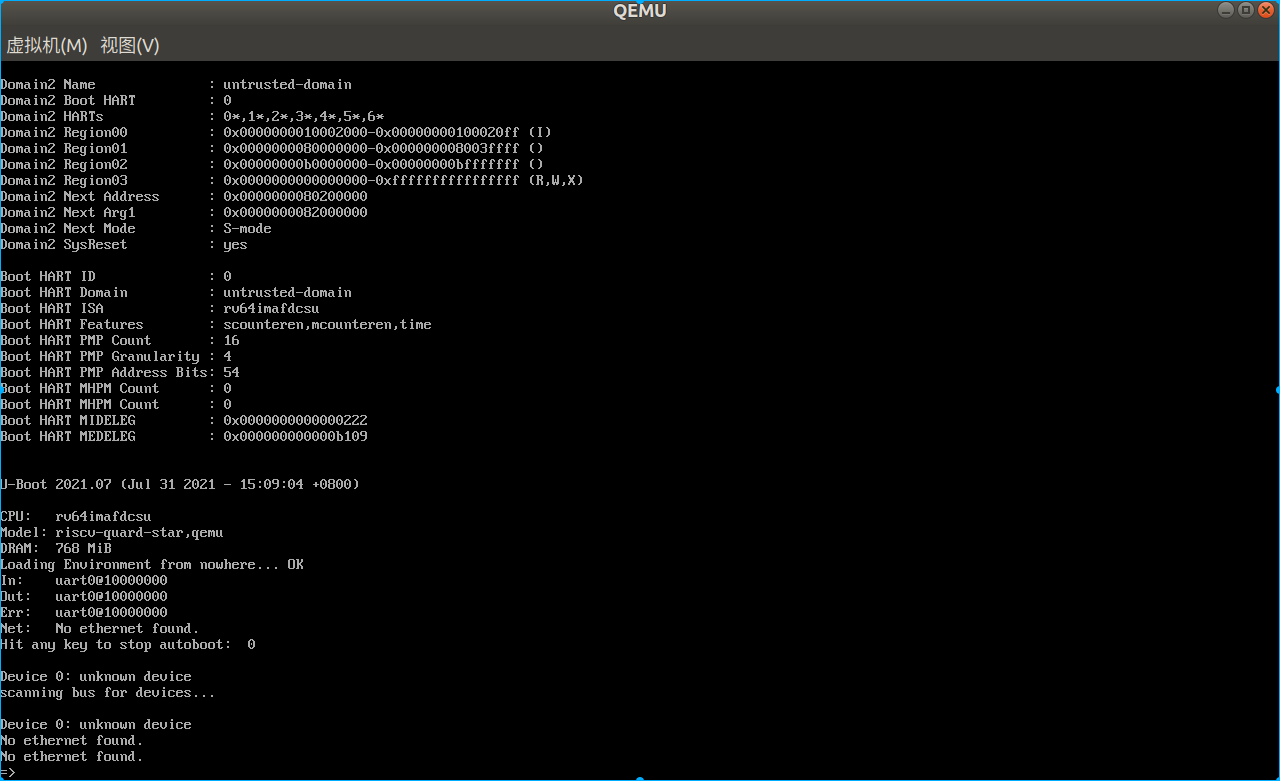 QEMU
虚拟机(M) 视图(V)
Domain2 Name : untrusted-domain
Domain2 Boot HART : 0
Domain2 HARTs : 0*,1*,2*,3*,4*,5*,6*
Domain2 Region00 : 0x0000000010002000-0x00000000100020ff (I)
Domain2 Region01 : 0x0000000080000000-0x000000008003ffff ()
Domain2 Region02 : 0x00000000b0000000-0x00000000bfffffff ()
Domain2 Region03 : 0x0000000000000000-0xffffffffffffffff (R,W,X)
Domain2 Next Address : 0x0000000080200000
Domain2 Next Arg1 : 0x0000000082000000
Domain2 Next Mode : S-mode
Domain2 SysReset : yes
Boot HART ID : 0
Boot HART Domain : untrusted-domain
Boot HART ISA : rv64imafdcsu
Boot HART Features : scounteren,mcounteren,time
Boot HART PMP Count : 16
Boot HART PMP Granularity : 4
Boot HART PMP Address Bits: 54
Boot HART MHPM Count : 0
Boot HART MHPM Count : 0
Boot HART MIDELEG : 0x0000000000000222
Boot HART MEDELEG : 0x000000000000b109
U-Boot 2021.07 (Jul 31 2021 - 15:09:04 +0800)
CPU: rv64imafdcsu
Model: riscv-quard-star,qemu
DRAM: 768 MiB
Loading Environment from nowhere... OK
In: uart0@10000000
Out: uart0@10000000
Err: uart0@10000000
Net: No ethernet found.
Hit any key to stop autoboot: 0
Device 0: unknown device
scanning bus for devices...
Device 0: unknown device
No ethernet found.
No ethernet found.
=>